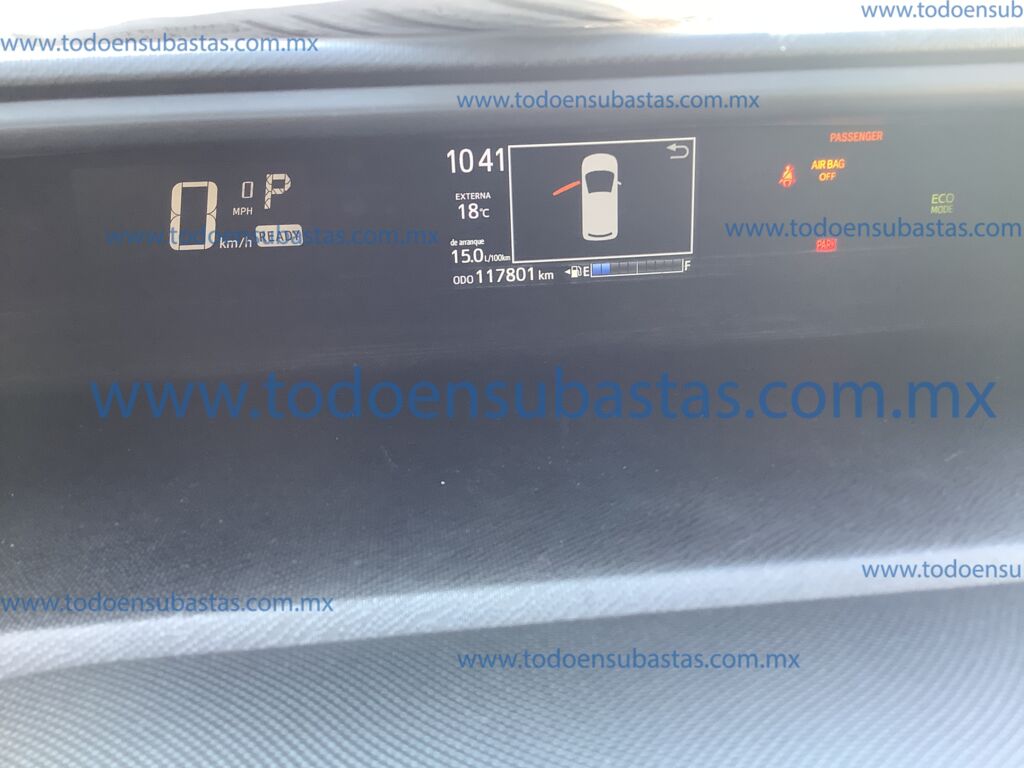 www.todoensubastas.com.mx
www.todoensub
www.todoensubastas.com.mx
0 km/h
0 MPH
P
READY
10 41
EXTERNA
18°C
de arranque
15.0 L/100km
ODO 117801 km
E F
PASSENGER
AIR BAG
OFF
PARK
ECO
MODE
www.todoensubastas.com.mx
www.todoensubastas.
www.todoensubastas.com.mx
www.todoensu
www.todoensubastas.com.mx
www.todoensubastas.com.mx